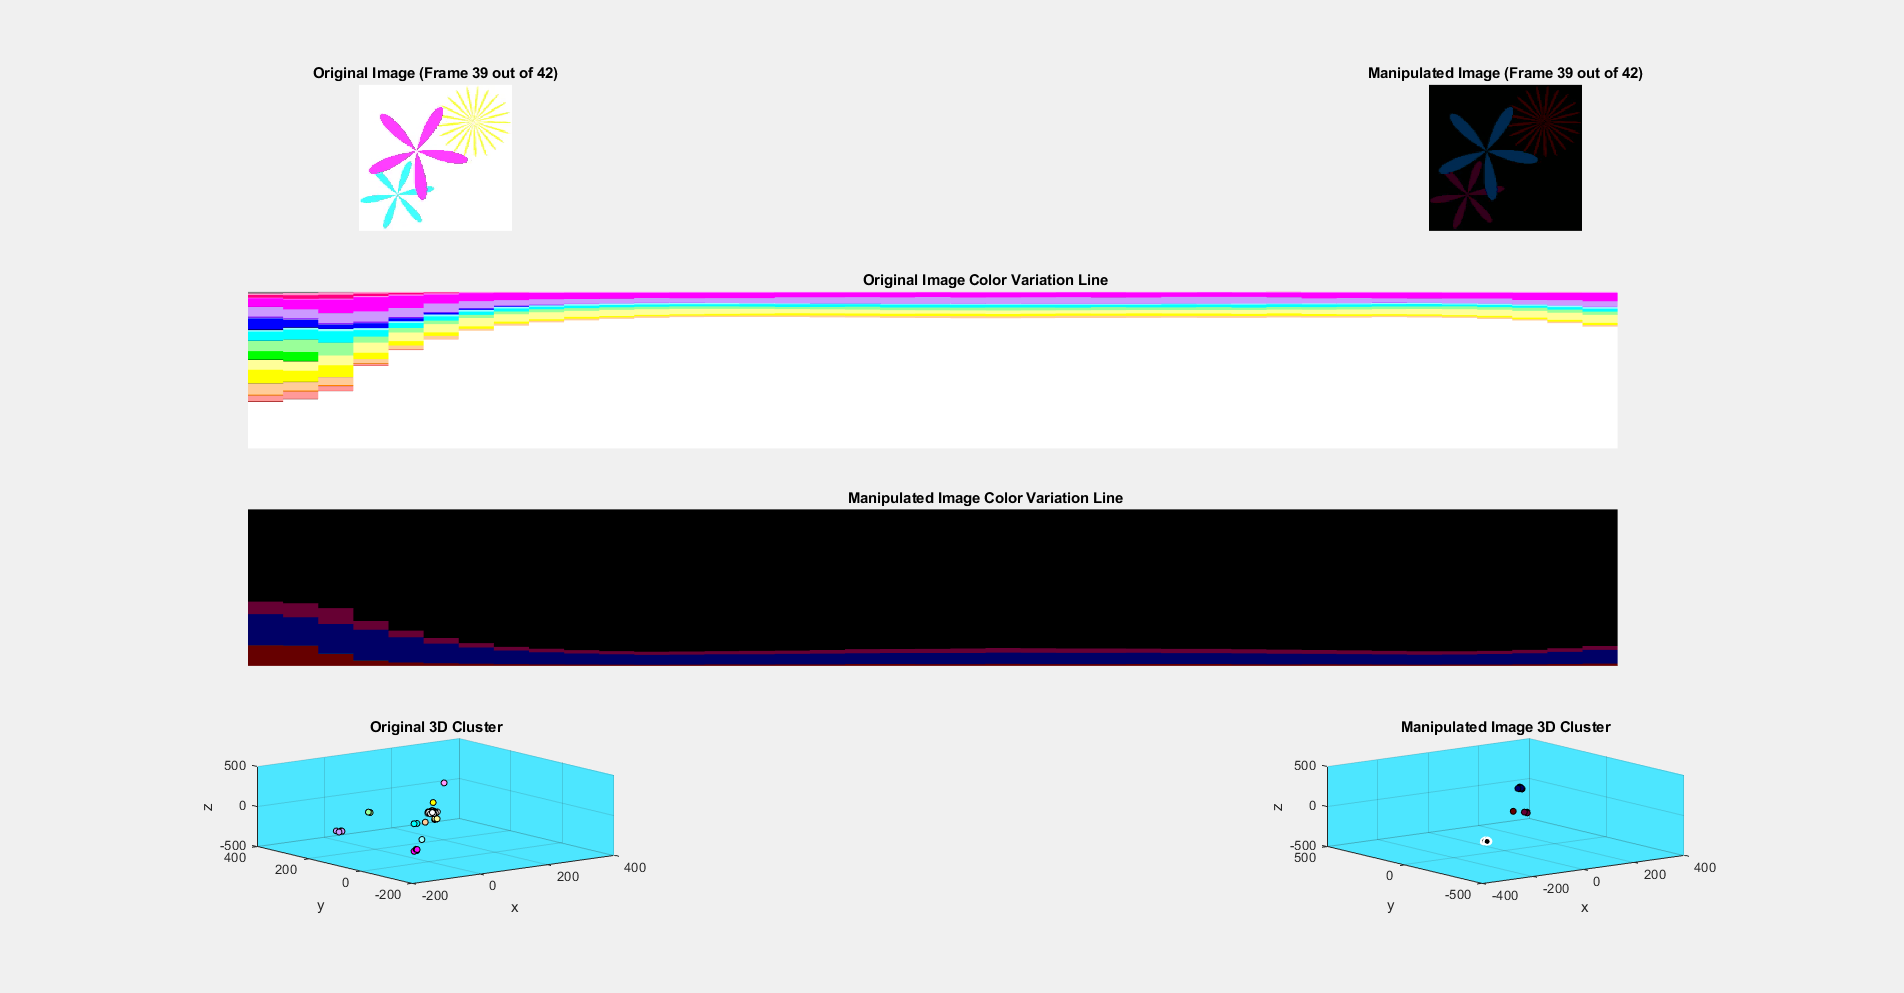 Original Image (Frame 39 out of 42)
Manipulated Image (Frame 39 out of 42)
Original Image Color Variation Line
Manipulated Image Color Variation Line
Original 3D Cluster
500
0
-500
z
400
200
0
-200
y
-200
0
200
400
x
Manipulated Image 3D Cluster
500
0
-500
z
500
0
-500
y
-400
-200
0
200
400
x